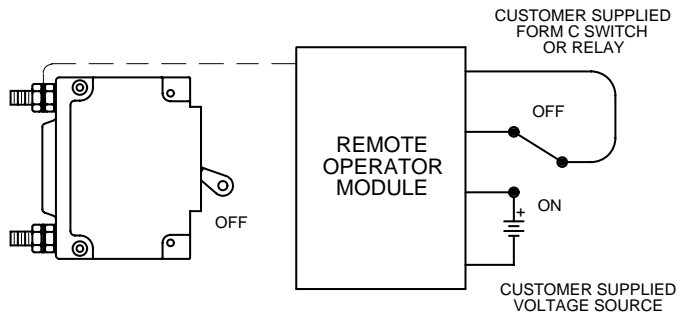 CUSTOMER SUPPLIED
FORM C SWITCH
OR RELAY
OFF
REMOTE
OPERATOR
MODULE
OFF
ON
+
CUSTOMER SUPPLIED
VOLTAGE SOURCE